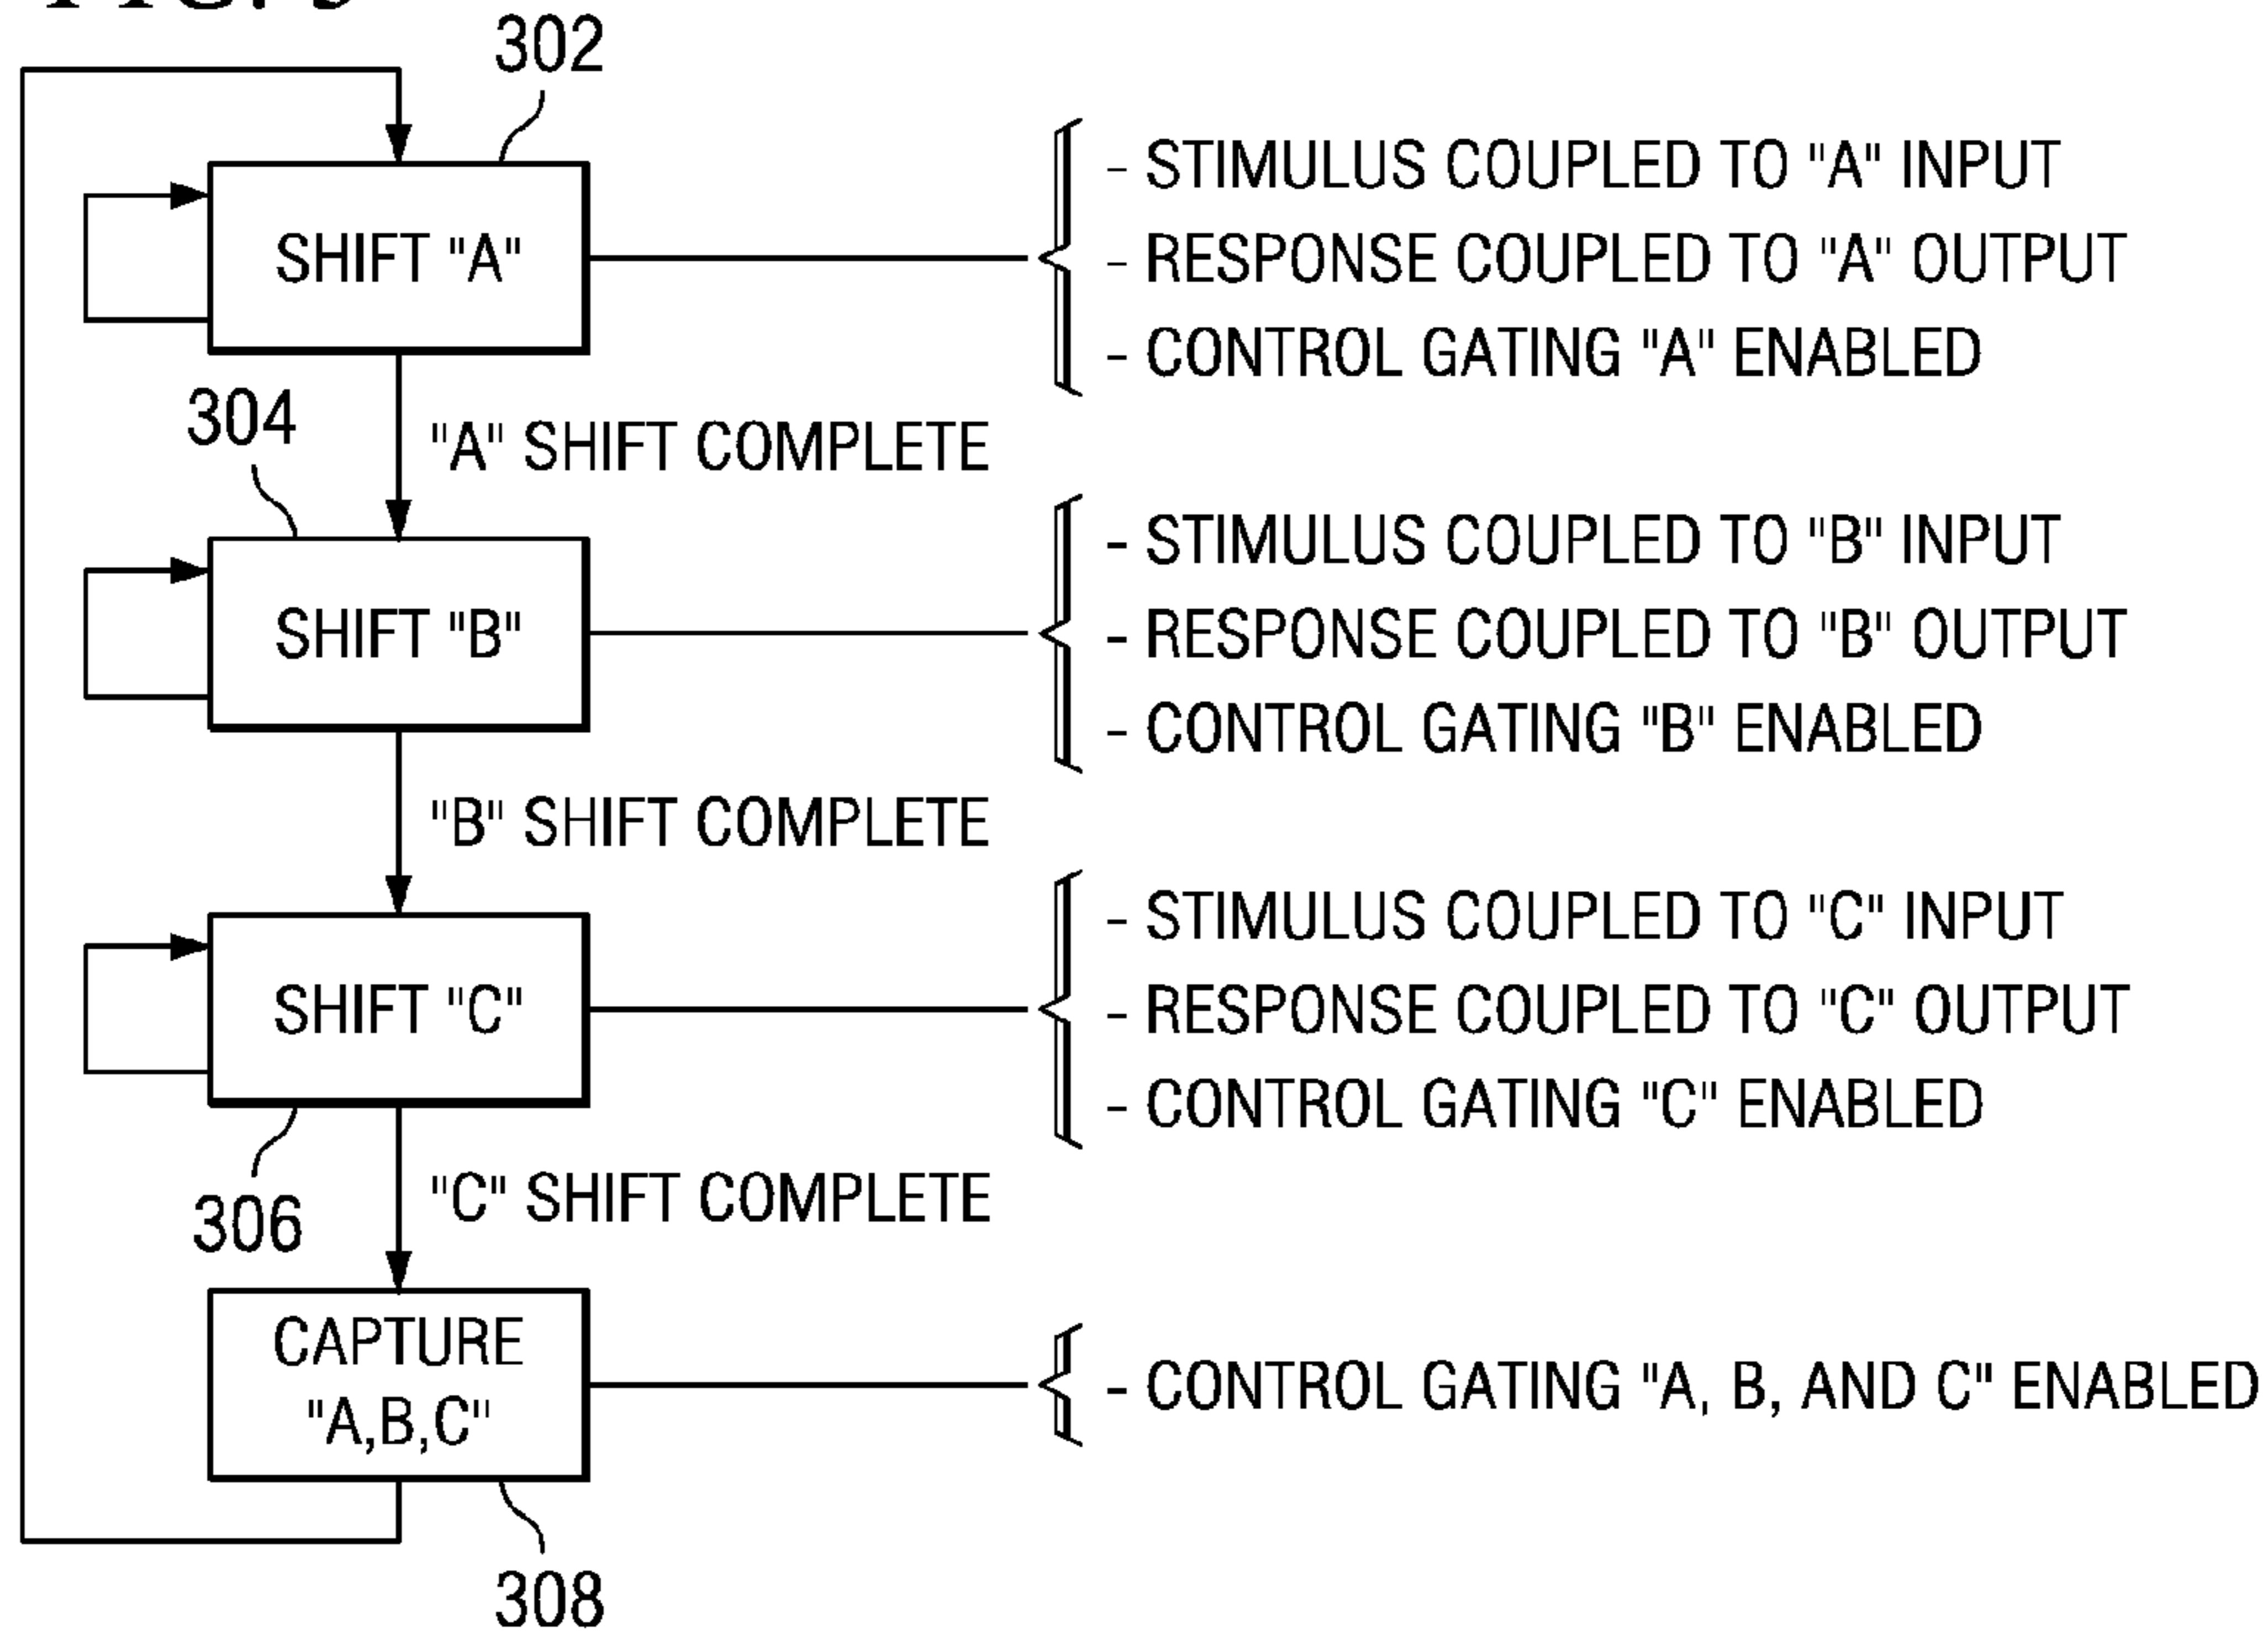 302
SHIFT "A"
- STIMULUS COUPLED TO "A" INPUT
- RESPONSE COUPLED TO "A" OUTPUT
- CONTROL GATING "A" ENABLED
304
"A" SHIFT COMPLETE
SHIFT "B"
- STIMULUS COUPLED TO "B" INPUT
- RESPONSE COUPLED TO "B" OUTPUT
- CONTROL GATING "B" ENABLED
"B" SHIFT COMPLETE
SHIFT "C"
- STIMULUS COUPLED TO "C" INPUT
- RESPONSE COUPLED TO "C" OUTPUT
- CONTROL GATING "C" ENABLED
306
"C" SHIFT COMPLETE
CAPTURE
"A,B,C"
- CONTROL GATING "A, B, AND C" ENABLED
308